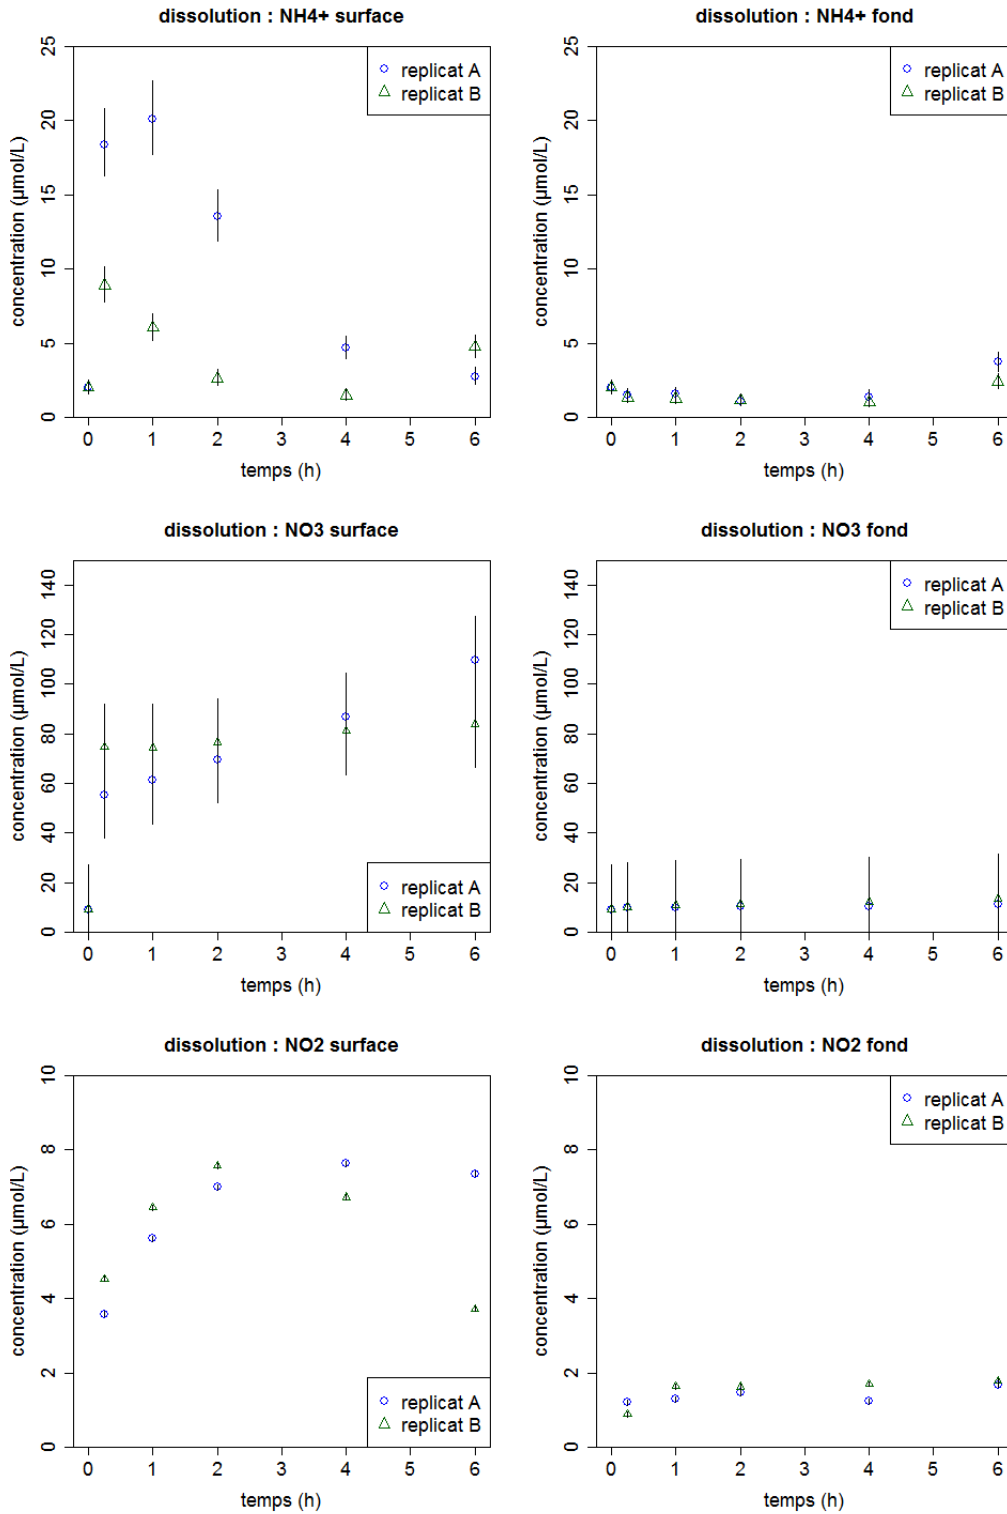 dissolution : NH4+ surface
concentration (µmol/L)
25
20
15
10
5
0
replicat A
replicat B
0 1 2 3 4 5 6
temps (h)
dissolution : NH4+ fond
concentration (µmol/L)
25
20
15
10
5
0
replicat A
replicat B
0 1 2 3 4 5 6
temps (h)
dissolution : NO3 surface
concentration (µmol/L)
140
120
100
80
60
40
20
0
replicat A
replicat B
0 1 2 3 4 5 6
temps (h)
dissolution : NO3 fond
concentration (µmol/L)
140
120
100
80
60
40
20
0
replicat A
replicat B
0 1 2 3 4 5 6
temps (h)
dissolution : NO2 surface
concentration (µmol/L)
10
8
6
4
2
0
replicat A
replicat B
0 1 2 3 4 5 6
temps (h)
dissolution : NO2 fond
concentration (µmol/L)
10
8
6
4
2
0
replicat A
replicat B
0 1 2 3 4 5 6
temps (h)